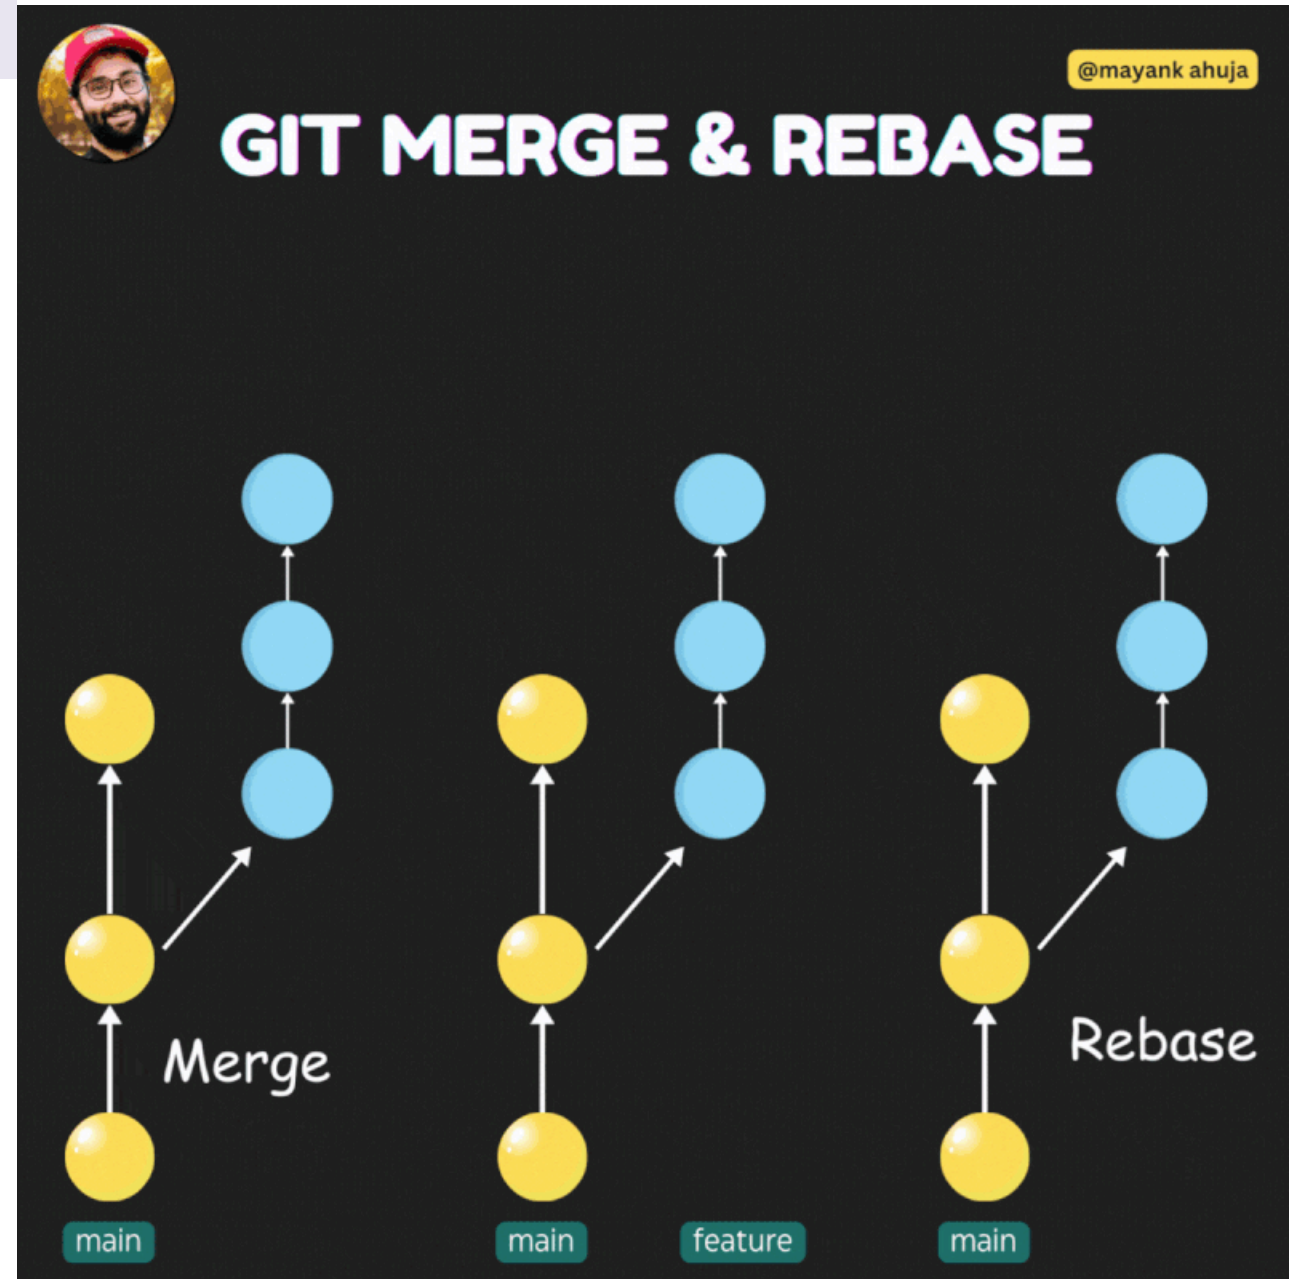 @mayank ahuja
GIT MERGE & REBASE
Merge
Rebase
main
main
feature
main